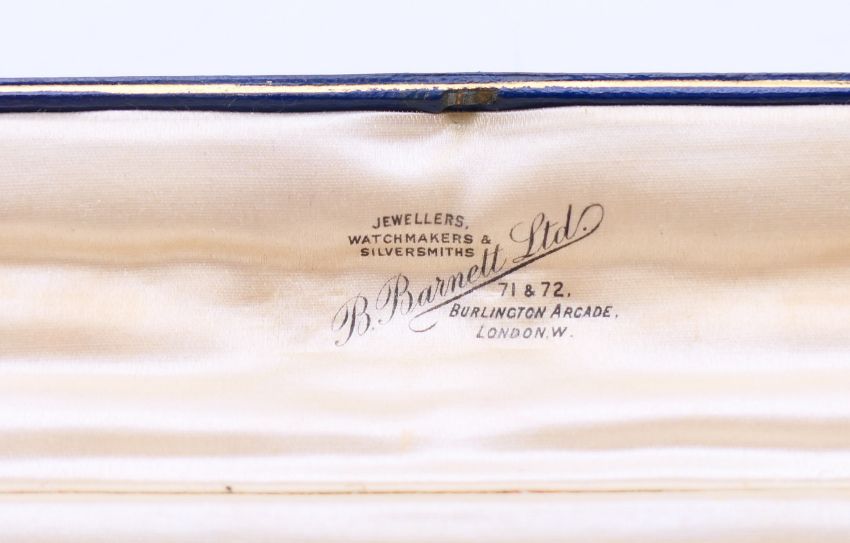 JEWELLERS,
WATCHMAKERS &
SILVERSMITHS
B. Barnett Ltd.
71 & 72,
BURLINGTON ARCADE,
LONDON. W.